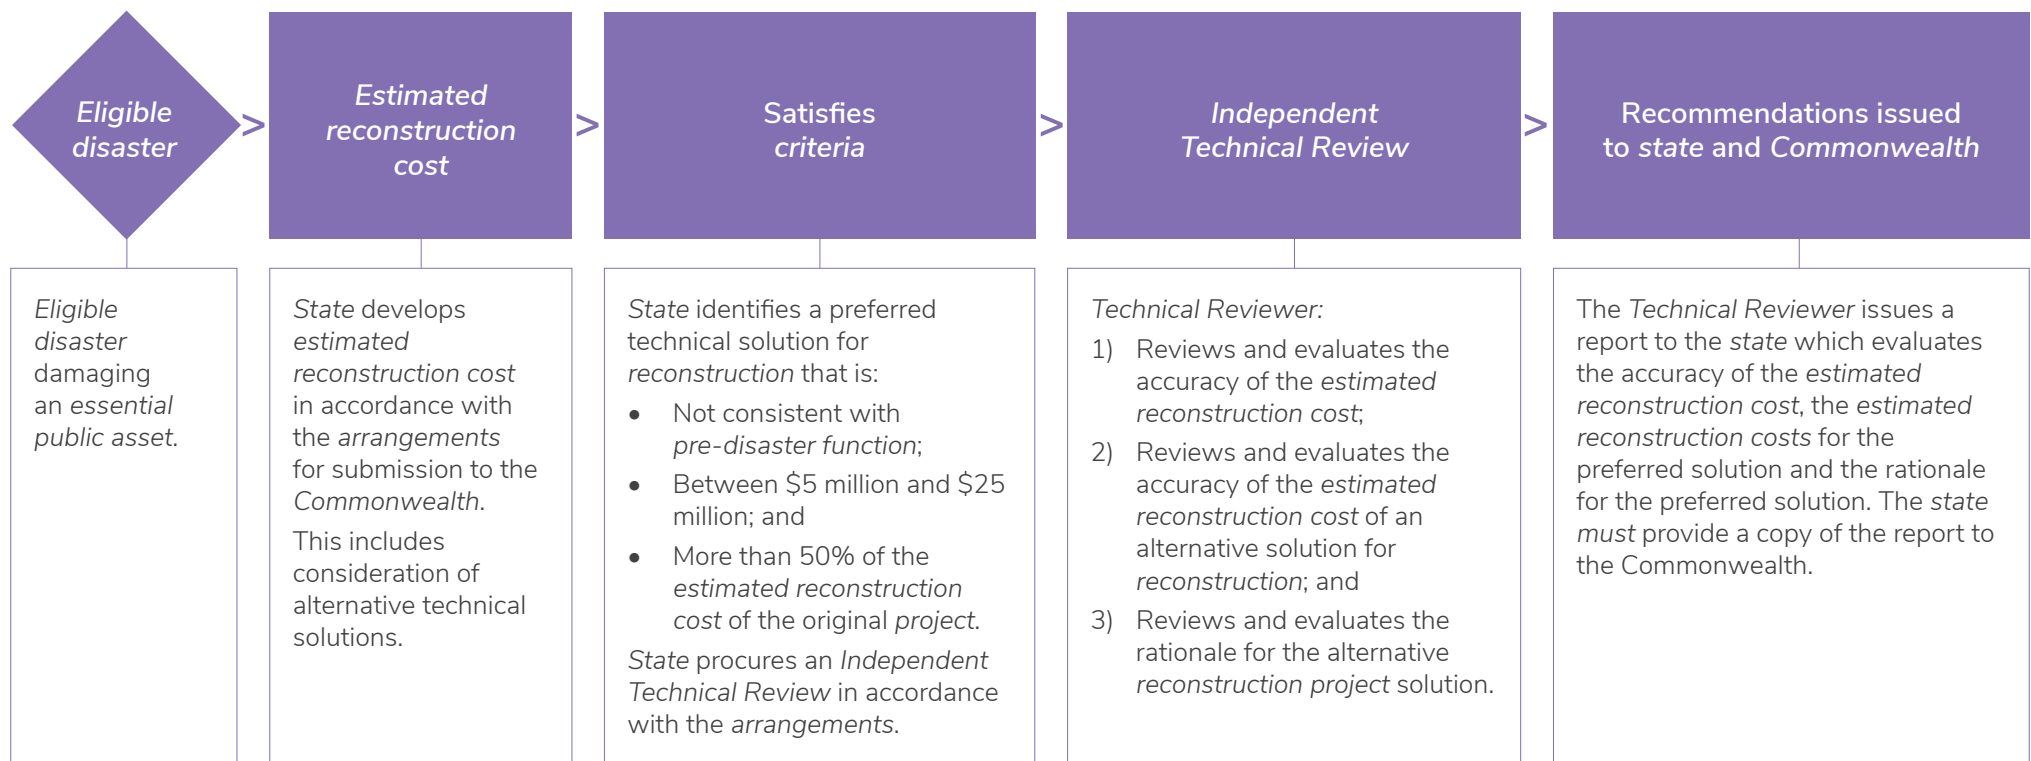 Eligible
disaster
>
Estimated
reconstruction
cost
>
Satisfies
criteria
>
Independent
Technical Review
>
Recommendations issued
to state and Commonwealth
Eligible
disaster
damaging
an essential
public asset.
State develops
estimated
reconstruction cost
in accordance with
the arrangements
for submission to the
Commonwealth.
This includes
consideration of
alternative technical
solutions.
State identifies a preferred
technical solution for
reconstruction that is:
• Not consistent with
pre-disaster function;
• Between $5 million and $25
million; and
• More than 50% of the
estimated reconstruction
cost of the original project.
State procures an Independent
Technical Review in accordance
with the arrangements.
Technical Reviewer:
1) Reviews and evaluates the
accuracy of the estimated
reconstruction cost;
2) Reviews and evaluates the
accuracy of the estimated
reconstruction cost of an
alternative solution for
reconstruction; and
3) Reviews and evaluates the
rationale for the alternative
reconstruction project solution.
The Technical Reviewer issues a
report to the state which evaluates
the accuracy of the estimated
reconstruction cost, the estimated
reconstruction costs for the
preferred solution and the rationale
for the preferred solution. The state
must provide a copy of the report to
the Commonwealth.